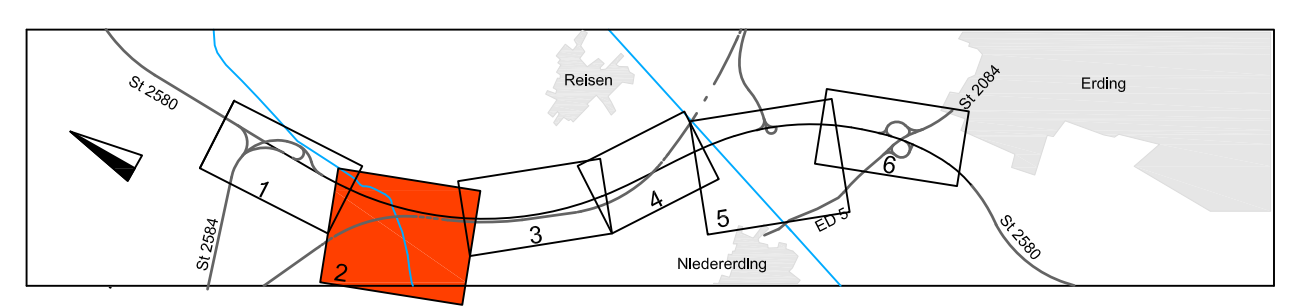 St 2580
Reisen
St 2084
Erding
1
2
3
4
5
6
St 2584
ED 5
St 2580
NIedererding